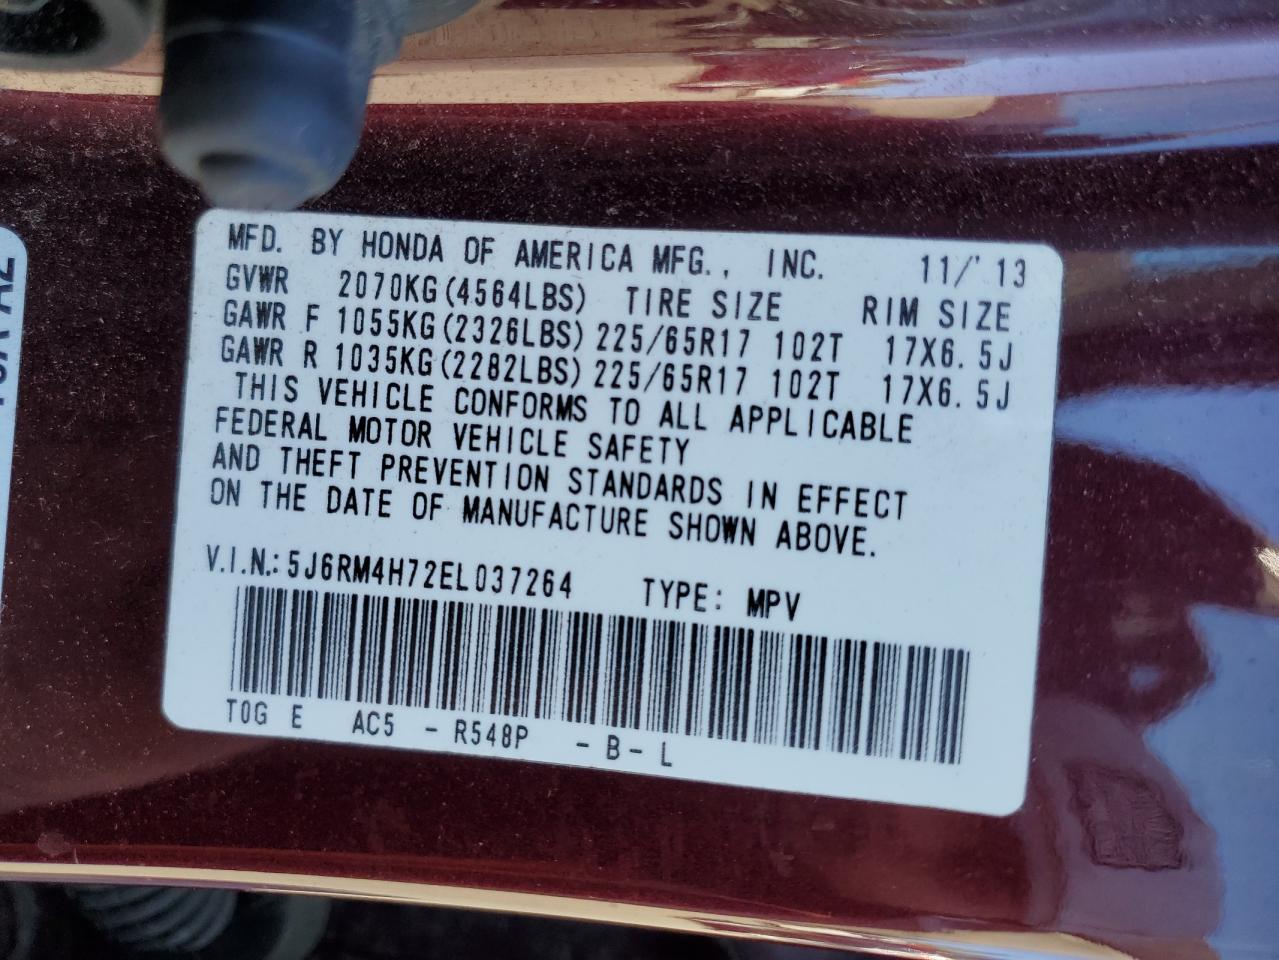 MFD. BY HONDA OF AMERICA MFG., INC. 11/'13
GVWR 2070KG(4564LBS) TIRE SIZE RIM SIZE
GAWR F 1055KG(2326LBS) 225/65R17 102T 17X6.5J
GAWR R 1035KG(2282LBS) 225/65R17 102T 17X6.5J
THIS VEHICLE CONFORMS TO ALL APPLICABLE
FEDERAL MOTOR VEHICLE SAFETY
AND THEFT PREVENTION STANDARDS IN EFFECT
ON THE DATE OF MANUFACTURE SHOWN ABOVE.
V.I.N.: 5J6RM4H72EL037264 TYPE: MPV
T0G E AC5 - R548P - B - L